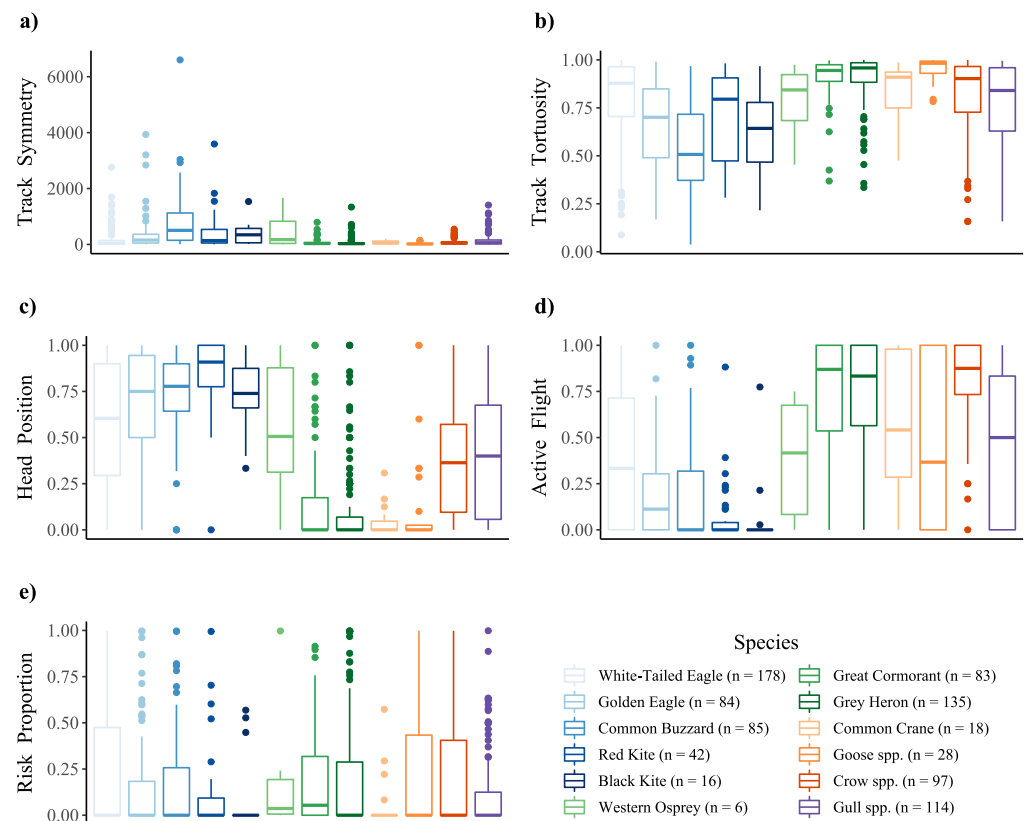 a)
Track Symmetry
6000
4000
2000
0
b)
Track Tortuosity
1.00
0.75
0.50
0.25
0.00
c)
Head Position
1.00
0.75
0.50
0.25
0.00
d)
Active Flight
1.00
0.75
0.50
0.25
0.00
e)
Risk Proportion
1.00
0.75
0.50
0.25
0.00
Species
White-Tailed Eagle (n = 178)
Golden Eagle (n = 84)
Common Buzzard (n = 85)
Red Kite (n = 42)
Black Kite (n = 16)
Western Osprey (n = 6)
Great Cormorant (n = 83)
Grey Heron (n = 135)
Common Crane (n = 18)
Goose spp. (n = 28)
Crow spp. (n = 97)
Gull spp. (n = 114)